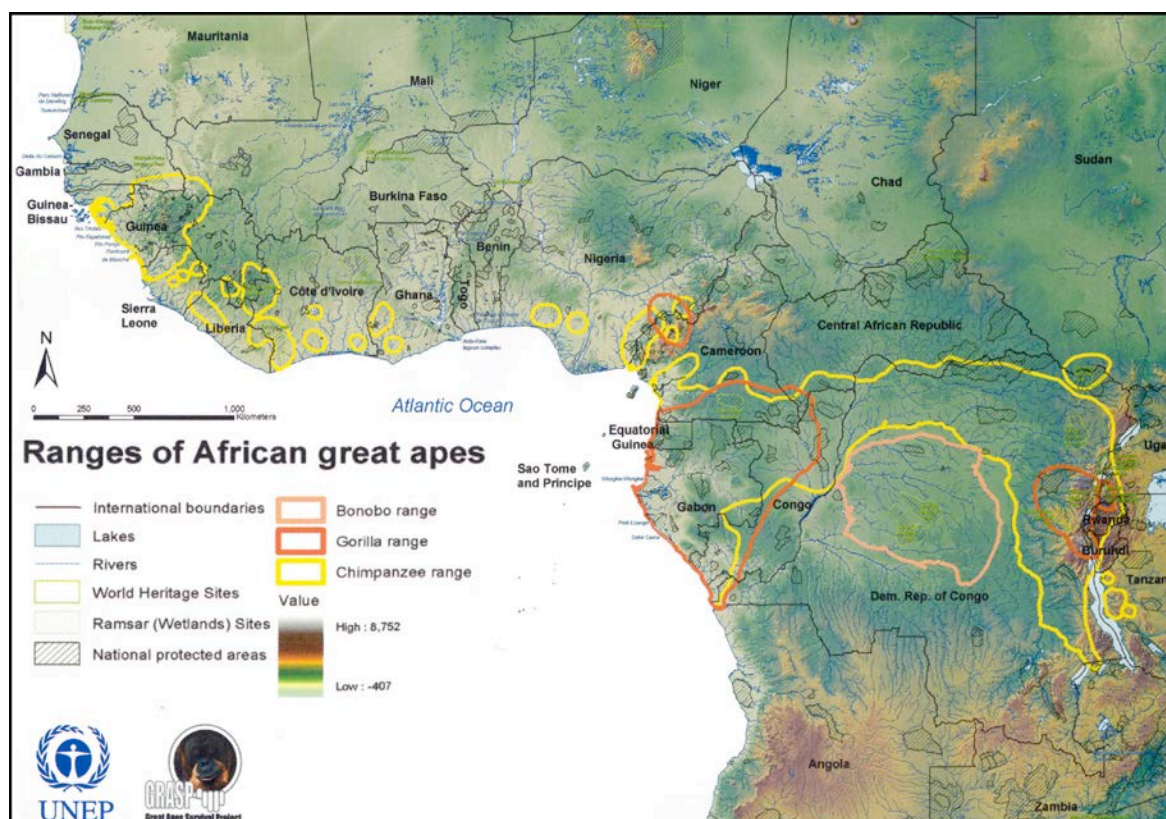 Mauritania
Mali
Niger
Chad
Sudan
Senegal
Gambia
Guinea-
Bissau
Guinea
Burkina Faso
Benin
Nigeria
Togo
Ghana
Côte d'Ivoire
Sierra
Leone
Liberia
Central African Republic
Cameroon
N
0 250 500 1,000
Kilometers
Atlantic Ocean
Equatorial
Guinea
Sao Tome
and Principe
Gabon
Congo
Dem. Rep. of Congo
Uga
Rwanda
Burundi
Tanzan
Angola
Zambia
Ranges of African great apes
International boundaries
Lakes
Rivers
World Heritage Sites
Ramsar (Wetlands) Sites
National protected areas
Bonobo range
Gorilla range
Chimpanzee range
Value
High : 8,752
Low : -407
UNEP
GRASP
Great Apes Survival Project